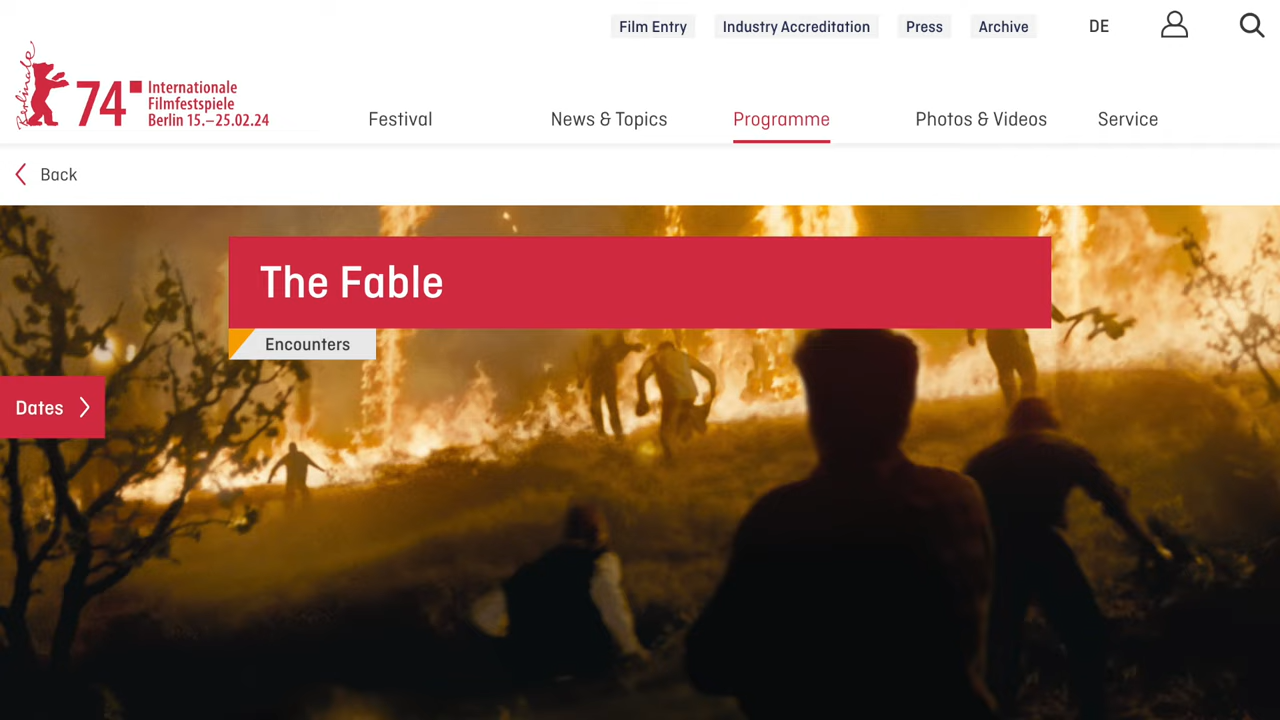 Film Entry
Industry Accreditation
Press
Archive
DE
Berlinale
74
Internationale
Filmfestspiele
Berlin 15.–25.02.24
Festival
News & Topics
Programme
Photos & Videos
Service
Back
The Fable
Encounters
Dates